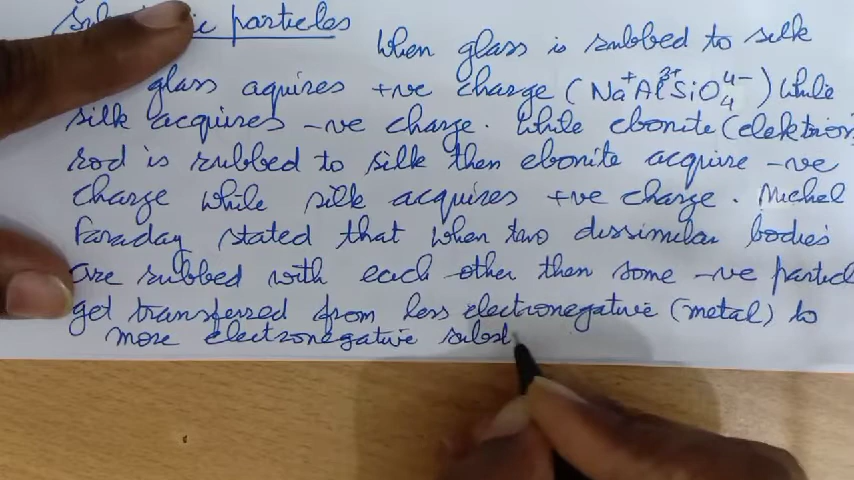 particles
When glass is rubbed to silk
glass aquires +ve charge (Na⁺Al³⁺SiO₄⁴⁻) while
silk acquires -ve charge. While ebonite (elektron)
rod is rubbed to silk then ebonite acquire -ve
charge while silk acquires +ve charge. Michel
Faraday stated that when two dissimilar bodies
are rubbed with each other then some -ve particl
get transferred from less electronegative (metal) to
more electronegative subst